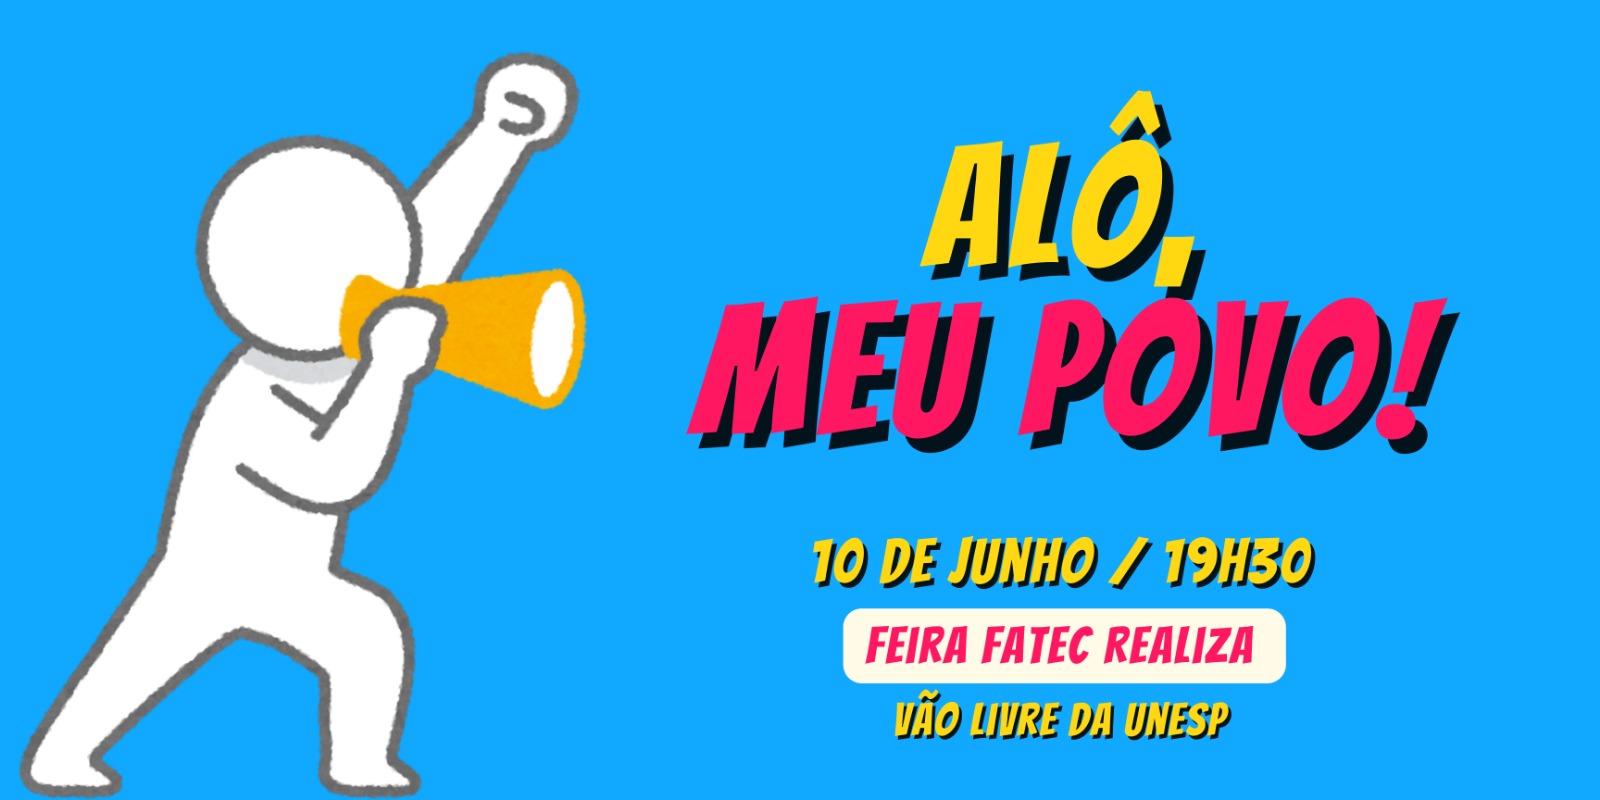 ALÔ,
MEU POVO!
10 DE JUNHO / 19H30
FEIRA FATEC REALIZA
VÃO LIVRE DA UNESP